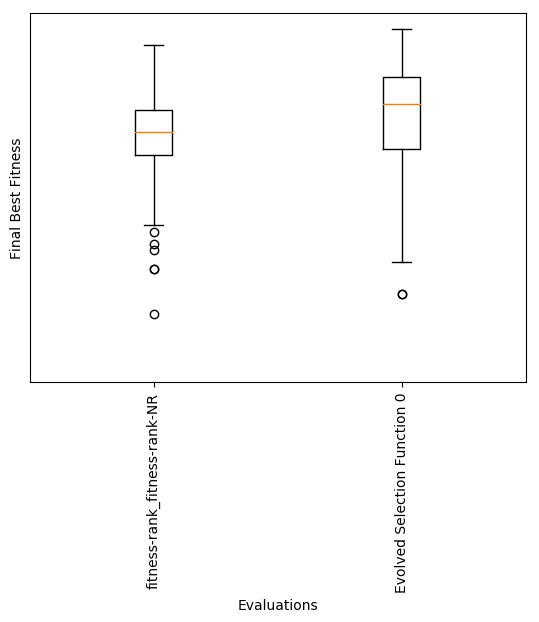 Final Best Fitness
fitness-rank_fitness-rank-NR
Evolved Selection Function 0
Evaluations